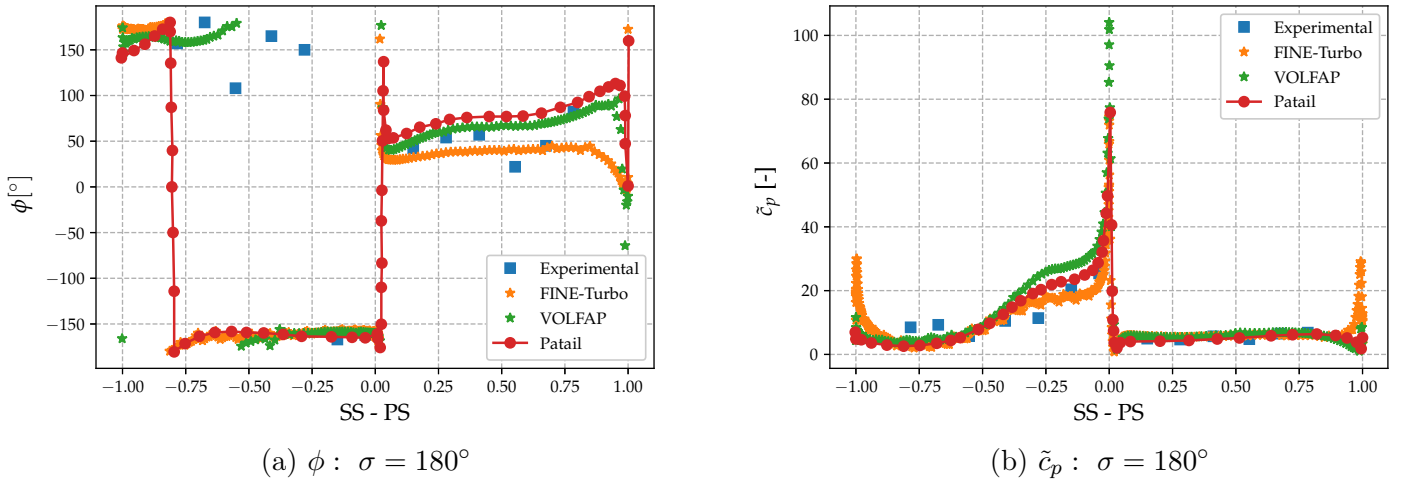 150
100
50
0
−50
−100
−150
ϕ[°]
−1.00 −0.75 −0.50 −0.25 0.00 0.25 0.50 0.75 1.00
SS - PS
Experimental
FINE-Turbo
VOLFAP
Patail
(a) ϕ : σ = 180°
100
80
60
40
20
0
c̃p [-]
−1.00 −0.75 −0.50 −0.25 0.00 0.25 0.50 0.75 1.00
SS - PS
Experimental
FINE-Turbo
VOLFAP
Patail
(b) c̃p : σ = 180°